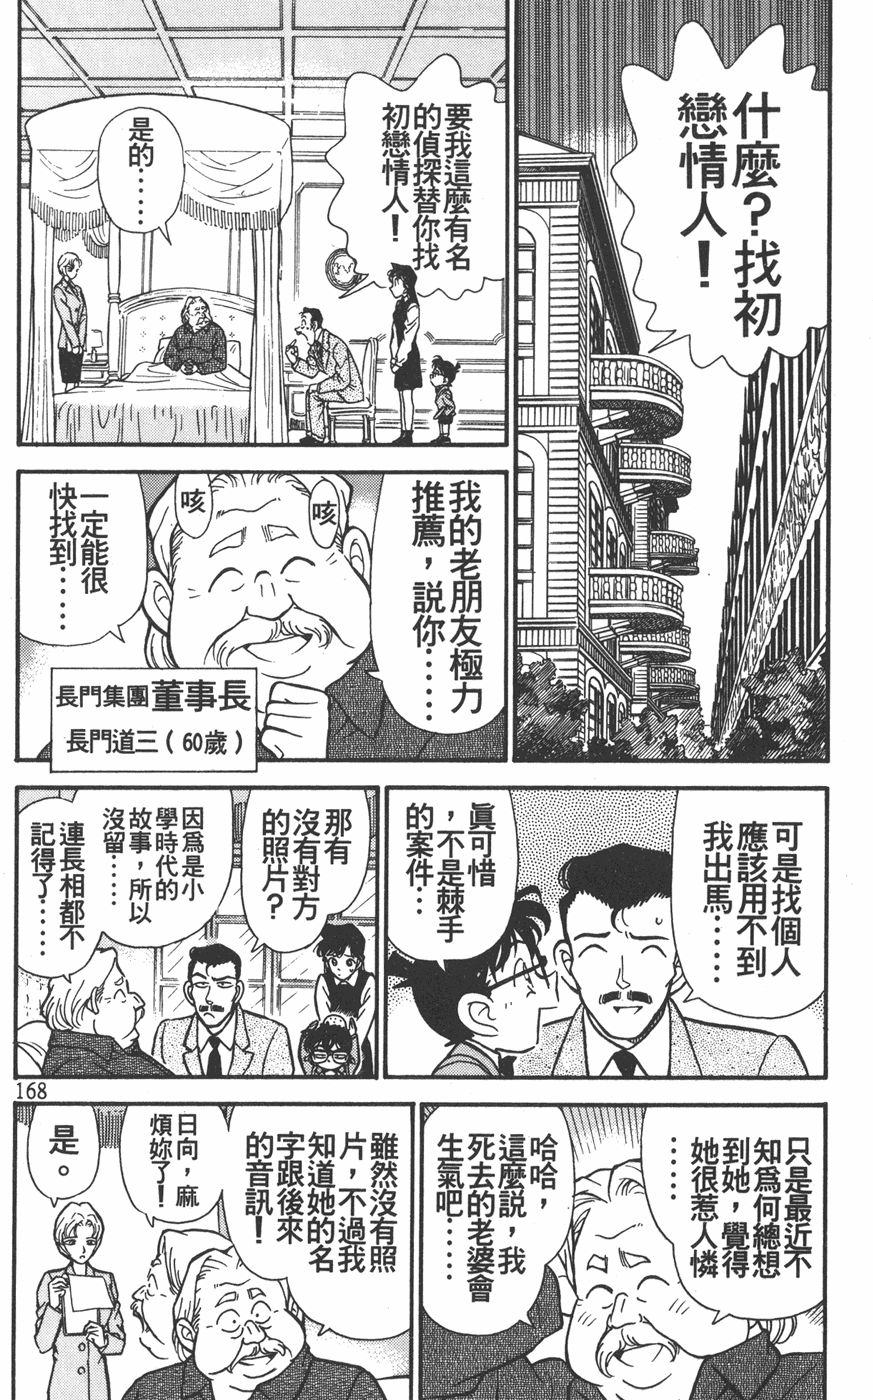 什麼？找初
戀情人！
要我這麼有名
的偵探替你找
初戀情人！
是的……
我的老朋友極力
推薦，說你……
咳
咳
一定能很
快找到……
長門集團董事長
長門道三（60歲）
可是找個人
應該用不到
我出馬……
眞可惜
，不是棘手
的案件…
那有
沒有對方
的照片？
因爲是小
學時代的
故事，所以
沒留……
連長相都不
記得了……
168
只是最近不
知爲何總想
到她，覺得
她很惹人憐
……
哈哈，
這麼說，我
死去的老婆會
生氣吧……
雖然沒有照
片，不過我
知道她的名
字跟後來
的音訊！
日向，麻
煩妳了！
是。